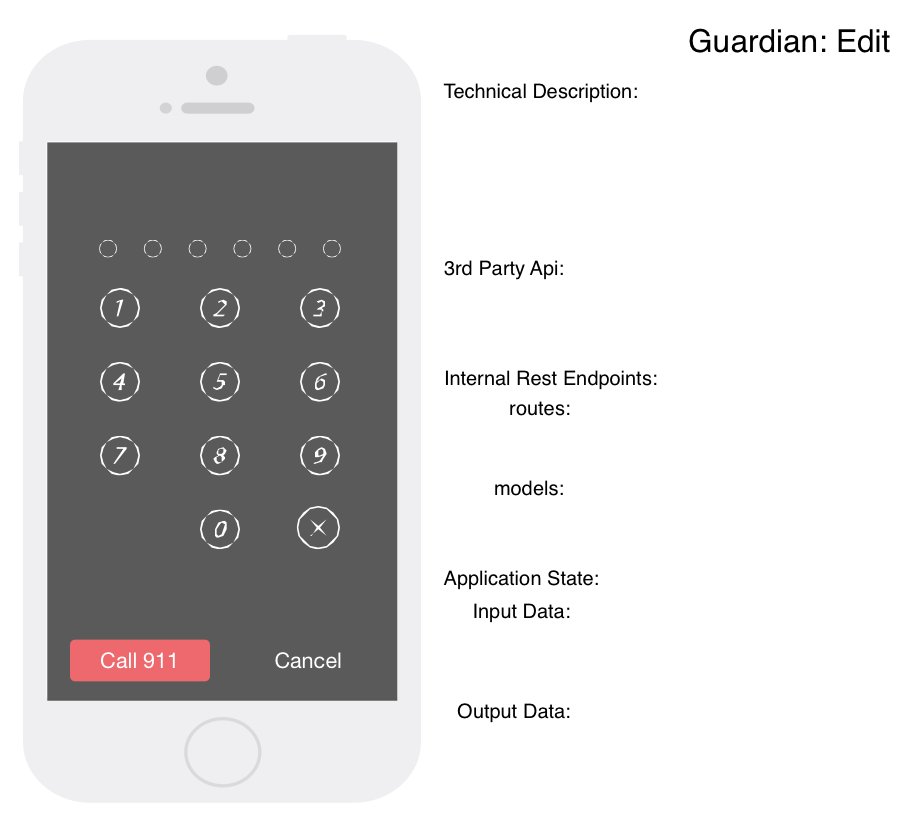 Guardian: Edit
Technical Description:
3rd Party Api:
Internal Rest Endpoints:
routes:
models:
Application State:
Input Data:
Output Data:
1 2 3
4 5 6
7 8 9
0 ×
Call 911 Cancel